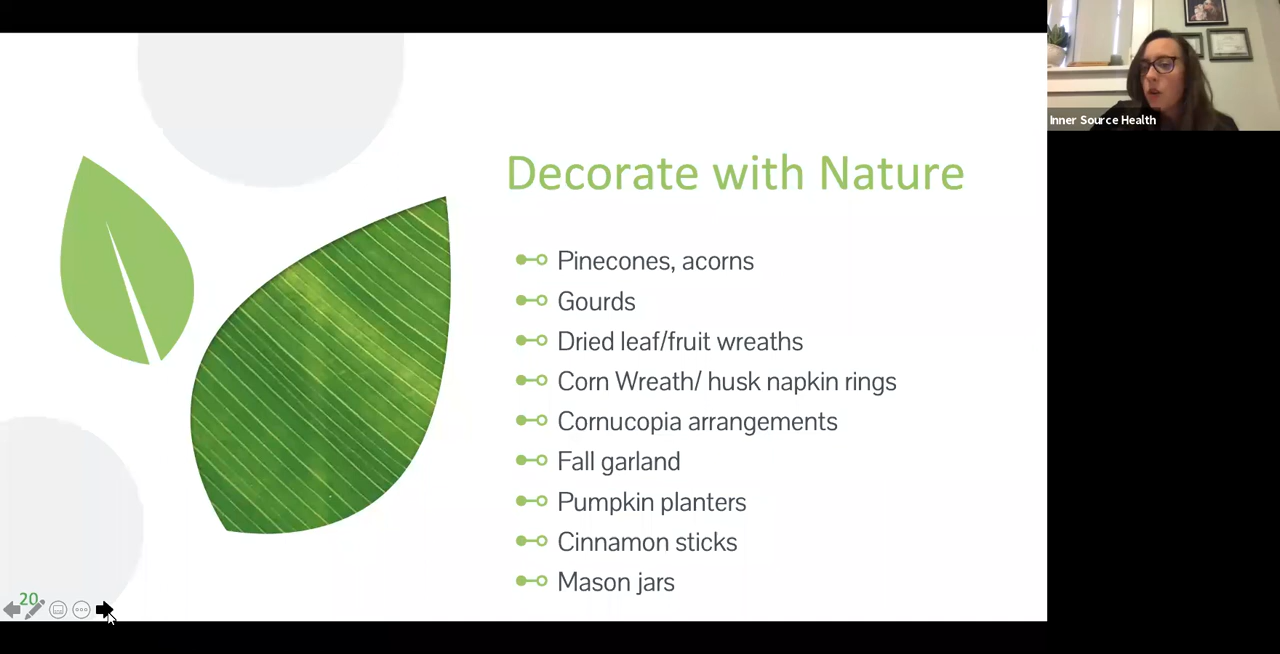 Inner Source Health
Decorate with Nature
Pinecones, acorns
Gourds
Dried leaf/fruit wreaths
Corn Wreath/ husk napkin rings
Cornucopia arrangements
Fall garland
Pumpkin planters
Cinnamon sticks
Mason jars
20